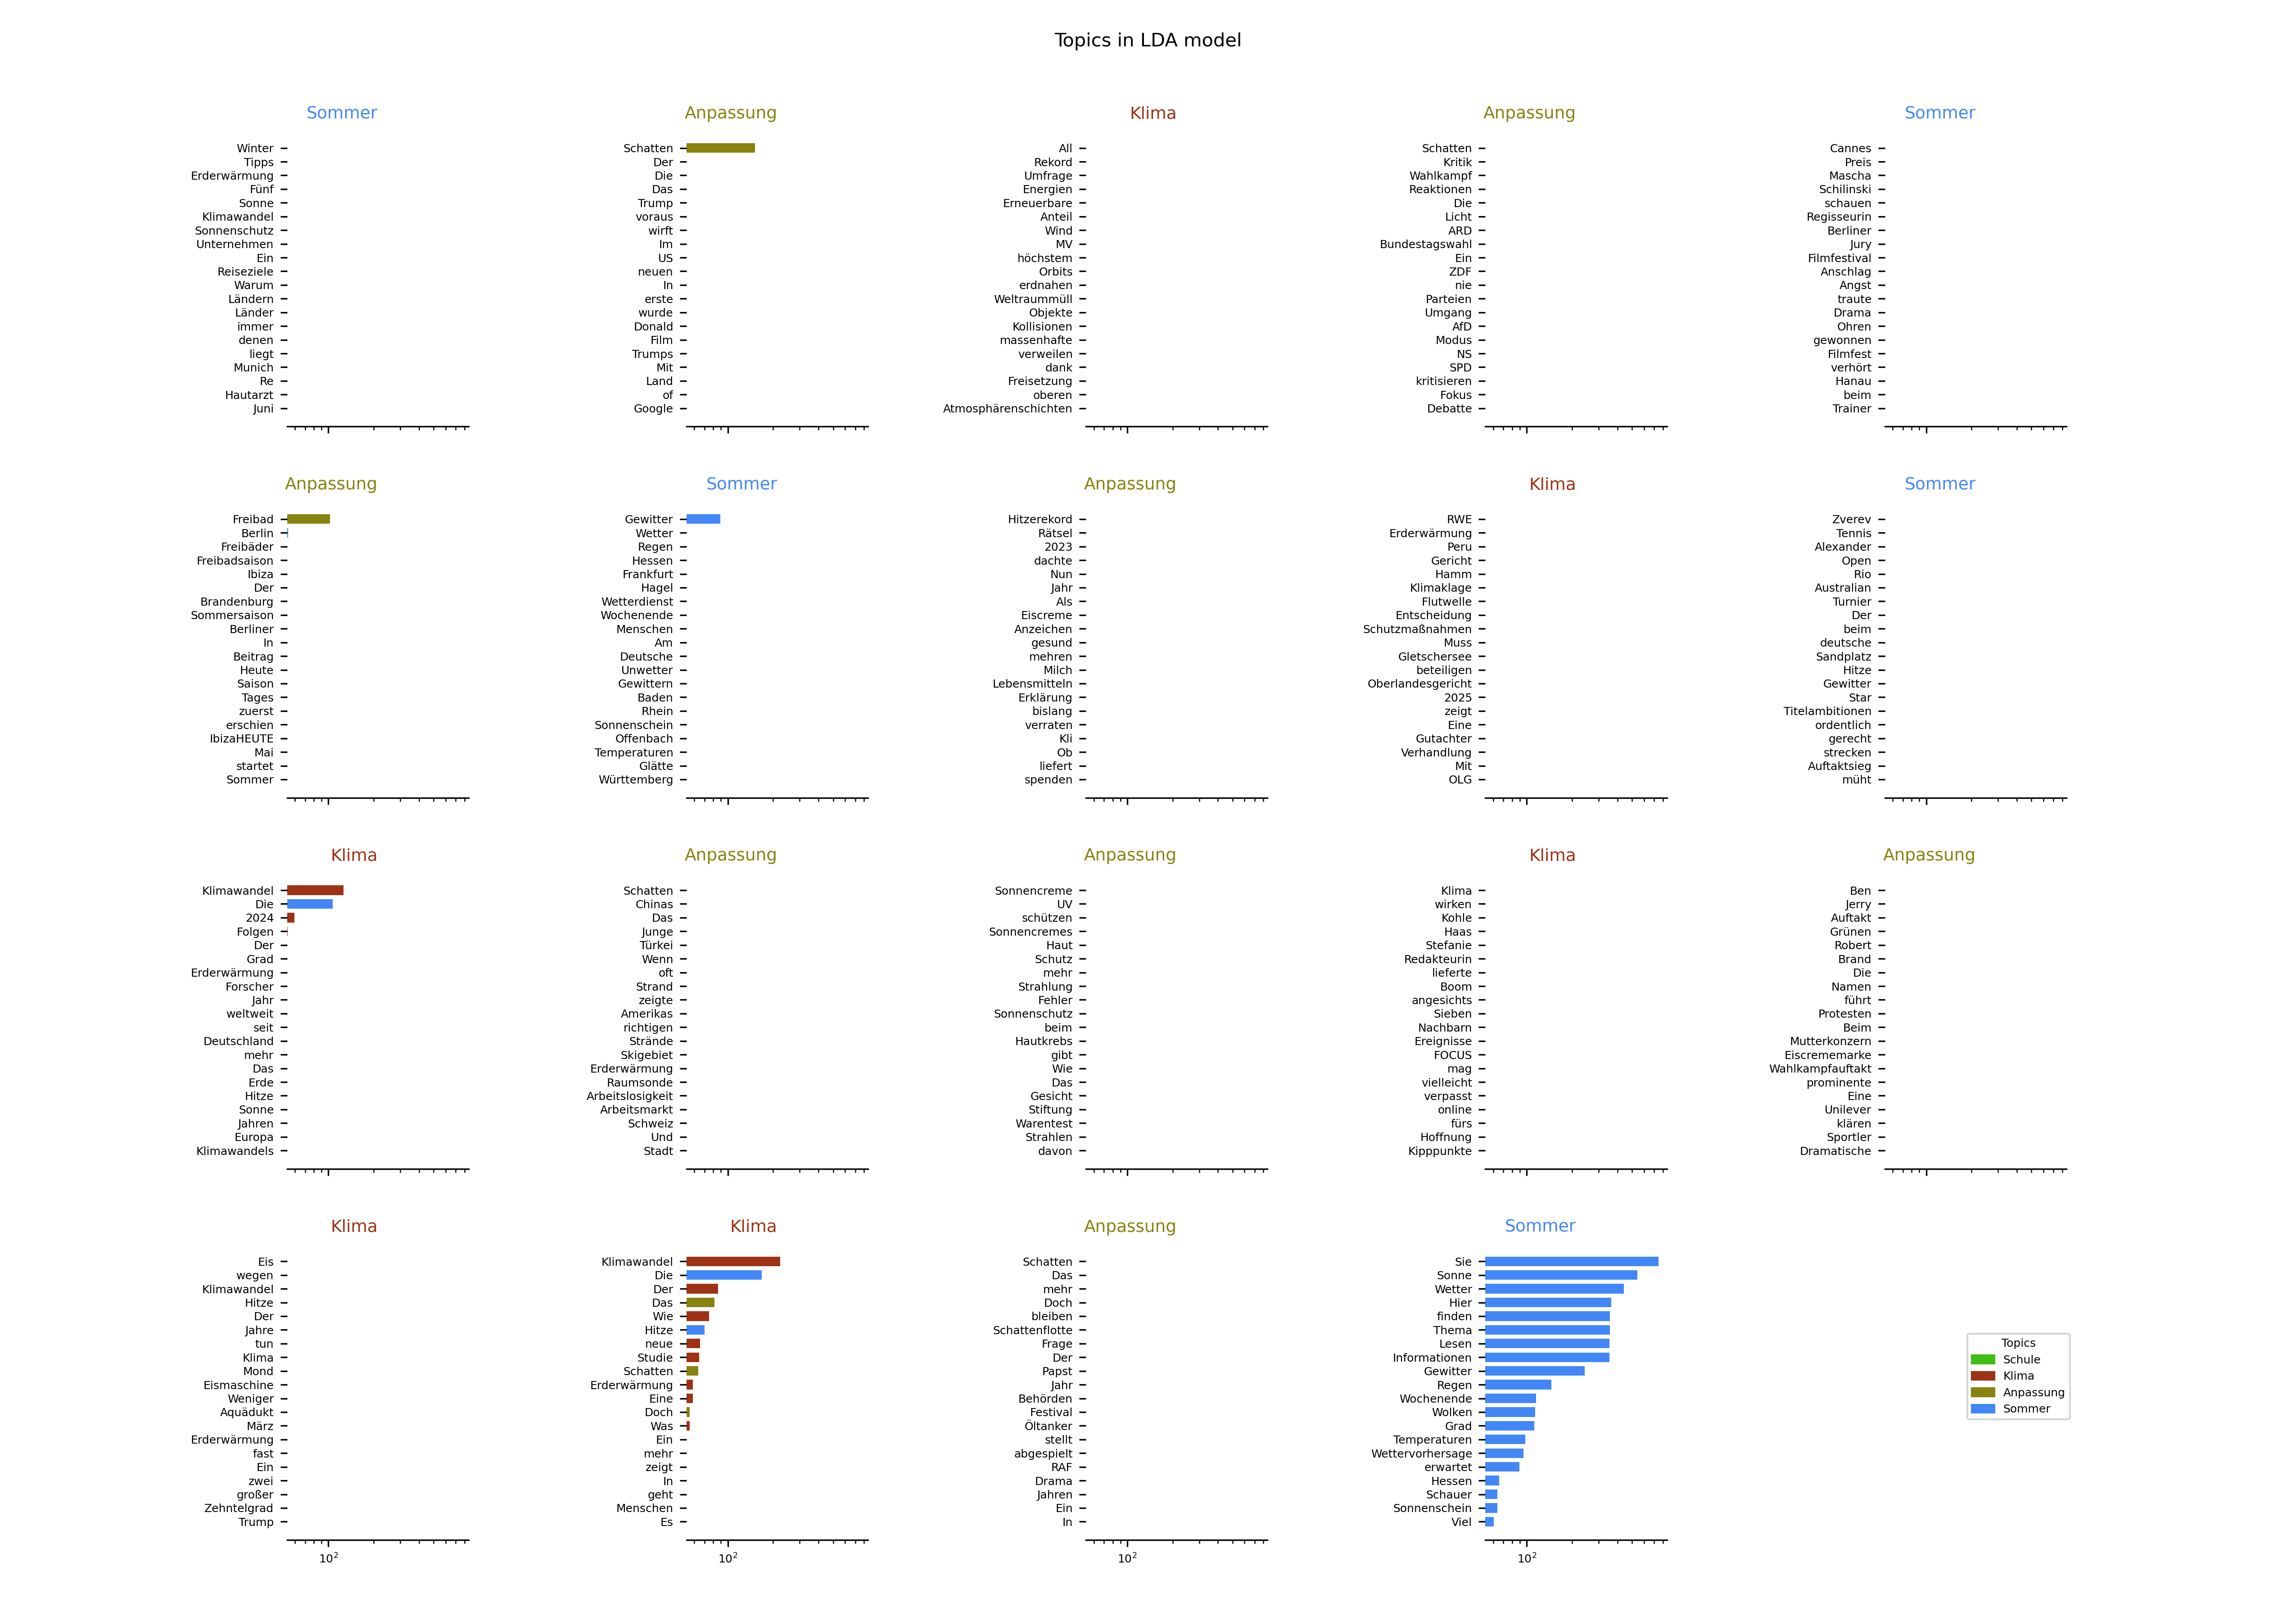 Topics in LDA model
Sommer
Winter
Tipps
Erderwärmung
Fünf
Sonne
Klimawandel
Sonnenschutz
Unternehmen
Ein
Reiseziele
Warum
Ländern
Länder
immer
denen
liegt
Munich
Re
Hautarzt
Juni
Anpassung
Schatten
Der
Die
Das
Trump
voraus
wirft
Im
US
neuen
In
erste
wurde
Donald
Film
Trumps
Mit
Land
of
Google
Klima
All
Rekord
Umfrage
Energien
Erneuerbare
Anteil
Wind
MV
höchstem
Orbits
erdnahen
Weltraummüll
Objekte
Kollisionen
massenhafte
verweilen
dank
Freisetzung
oberen
Atmosphärenschichten
Anpassung
Schatten
Kritik
Wahlkampf
Reaktionen
Die
Licht
ARD
Bundestagswahl
Ein
ZDF
nie
Parteien
Umgang
AfD
Modus
NS
SPD
kritisieren
Fokus
Debatte
Sommer
Cannes
Preis
Mascha
Schilinski
schauen
Regisseurin
Berliner
Jury
Filmfestival
Anschlag
Angst
traute
Drama
Ohren
gewonnen
Filmfest
verhört
Hanau
beim
Trainer
Anpassung
Freibad
Berlin
Freibäder
Freibadsaison
Ibiza
Der
Brandenburg
Sommersaison
Berliner
In
Beitrag
Heute
Saison
Tages
zuerst
erschien
IbizaHEUTE
Mai
startet
Sommer
Sommer
Gewitter
Wetter
Regen
Hessen
Frankfurt
Hagel
Wetterdienst
Wochenende
Menschen
Am
Deutsche
Unwetter
Gewittern
Baden
Rhein
Sonnenschein
Offenbach
Temperaturen
Glätte
Württemberg
Anpassung
Hitzerekord
Rätsel
2023
dachte
Nun
Jahr
Als
Eiscreme
Anzeichen
gesund
mehren
Milch
Lebensmitteln
Erklärung
bislang
verraten
Kli
Ob
liefert
spenden
Klima
RWE
Erderwärmung
Peru
Gericht
Hamm
Klimaklage
Flutwelle
Entscheidung
Schutzmaßnahmen
Muss
Gletschersee
beteiligen
Oberlandesgericht
2025
zeigt
Eine
Gutachter
Verhandlung
Mit
OLG
Sommer
Zverev
Tennis
Alexander
Open
Rio
Australian
Turnier
Der
beim
deutsche
Sandplatz
Hitze
Gewitter
Star
Titelambitionen
ordentlich
gerecht
strecken
Auftaktsieg
müht
Klima
Klimawandel
Die
2024
Folgen
Der
Grad
Erderwärmung
Forscher
Jahr
weltweit
seit
Deutschland
mehr
Das
Erde
Hitze
Sonne
Jahren
Europa
Klimawandels
Anpassung
Schatten
Chinas
Das
Junge
Türkei
Wenn
oft
Strand
zeigte
Amerikas
richtigen
Strände
Skigebiet
Erderwärmung
Raumsonde
Arbeitslosigkeit
Arbeitsmarkt
Schweiz
Und
Stadt
Anpassung
Sonnencreme
UV
schützen
Sonnencremes
Haut
Schutz
mehr
Strahlung
Fehler
Sonnenschutz
beim
Hautkrebs
gibt
Wie
Das
Gesicht
Stiftung
Warentest
Strahlen
davon
Klima
Klima
wirken
Kohle
Haas
Stefanie
Redakteurin
lieferte
Boom
angesichts
Sieben
Nachbarn
Ereignisse
FOCUS
mag
vielleicht
verpasst
online
fürs
Hoffnung
Kipppunkte
Anpassung
Ben
Jerry
Auftakt
Grünen
Robert
Brand
Die
Namen
führt
Protesten
Beim
Mutterkonzern
Eiscrememarke
Wahlkampfauftakt
prominente
Eine
Unilever
klären
Sportler
Dramatische
Klima
Eis
wegen
Klimawandel
Hitze
Der
Jahre
tun
Klima
Mond
Eismaschine
Weniger
Aquädukt
März
Erderwärmung
fast
Ein
zwei
großer
Zehntelgrad
Trump
10²
Klima
Klimawandel
Die
Der
Das
Wie
Hitze
neue
Studie
Schatten
Erderwärmung
Eine
Doch
Was
Ein
mehr
zeigt
In
geht
Menschen
Es
10²
Anpassung
Schatten
Das
mehr
Doch
bleiben
Schattenflotte
Frage
Der
Papst
Jahr
Behörden
Festival
Öltanker
stellt
abgespielt
RAF
Drama
Jahren
Ein
In
10²
Sommer
Sie
Sonne
Wetter
Hier
finden
Thema
Lesen
Informationen
Gewitter
Regen
Wochenende
Wolken
Grad
Temperaturen
Wettervorhersage
erwartet
Hessen
Schauer
Sonnenschein
Viel
10²
Topics
Schule
Klima
Anpassung
Sommer